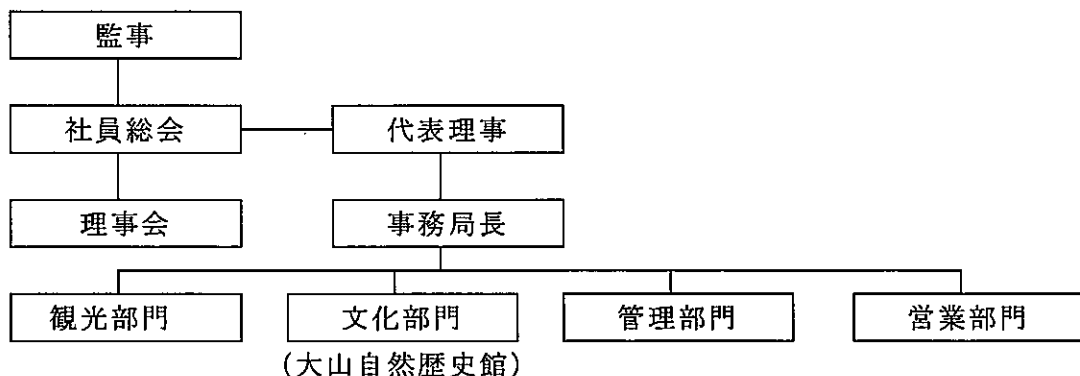 監事
社員総会
代表理事
理事会
事務局長
観光部門
文化部門
管理部門
営業部門
(大山自然歴史館)